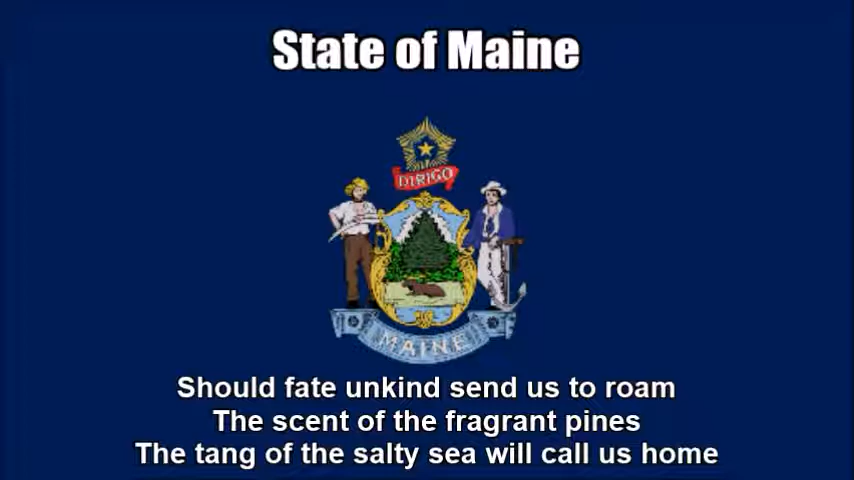 State of Maine
DIRIGO
MAINE
Should fate unkind send us to roam
The scent of the fragrant pines
The tang of the salty sea will call us home